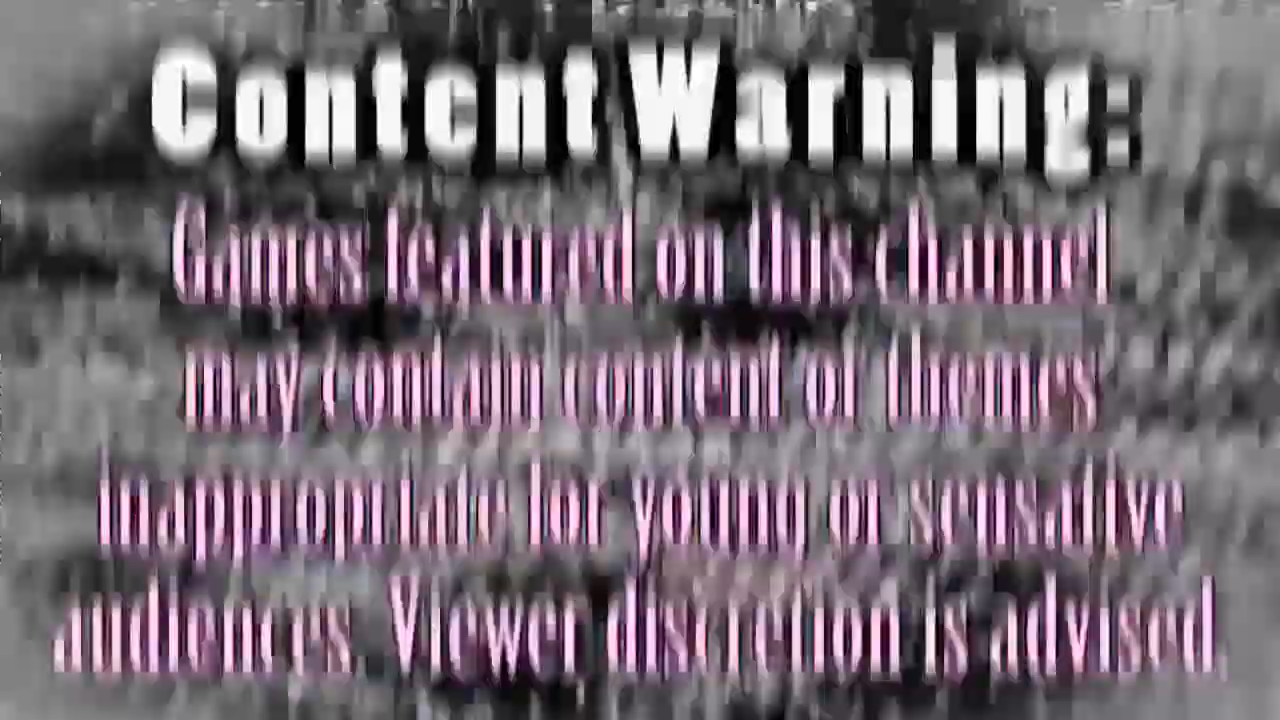 Content Warning:
Games featured on this channel
may contain content or themes
inappropriate for young or sensative
audiences. Viewer discretion is advised.